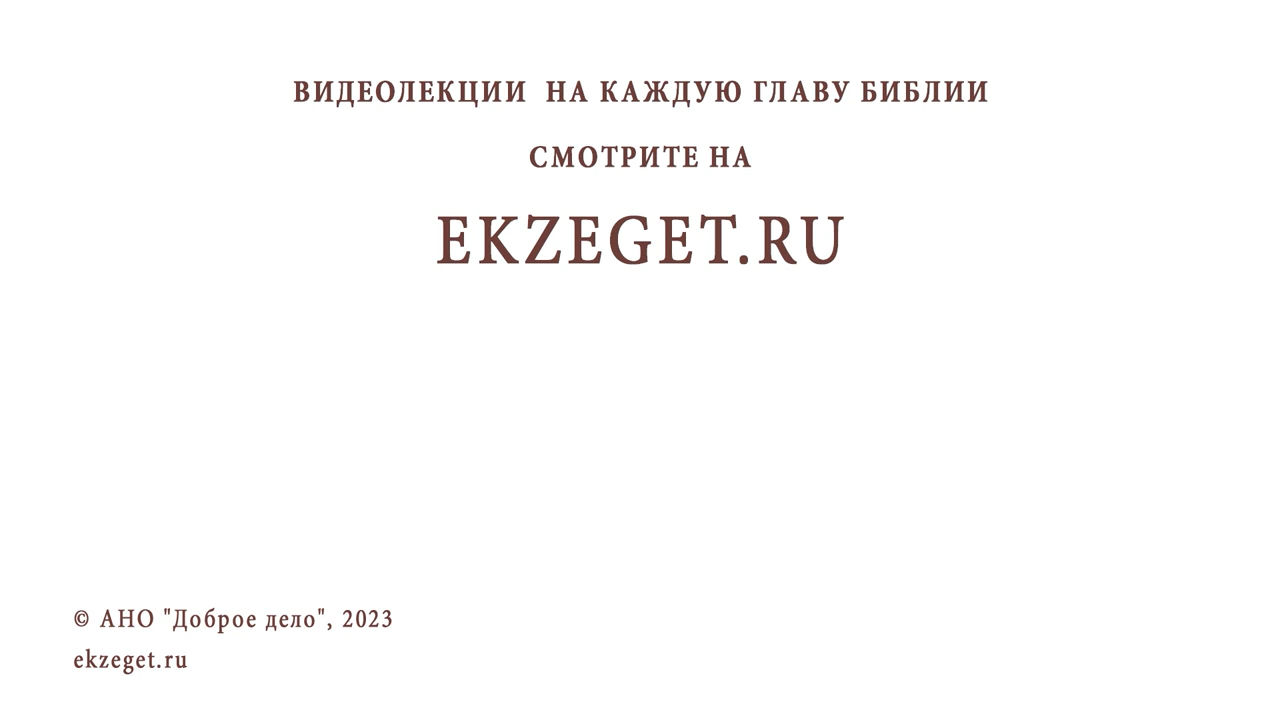 ВИДЕОЛЕКЦИИ НА КАЖДУЮ ГЛАВУ БИБЛИИ
СМОТРИТЕ НА
EKZEGET.RU
© АНО "Доброе дело", 2023
ekzeget.ru